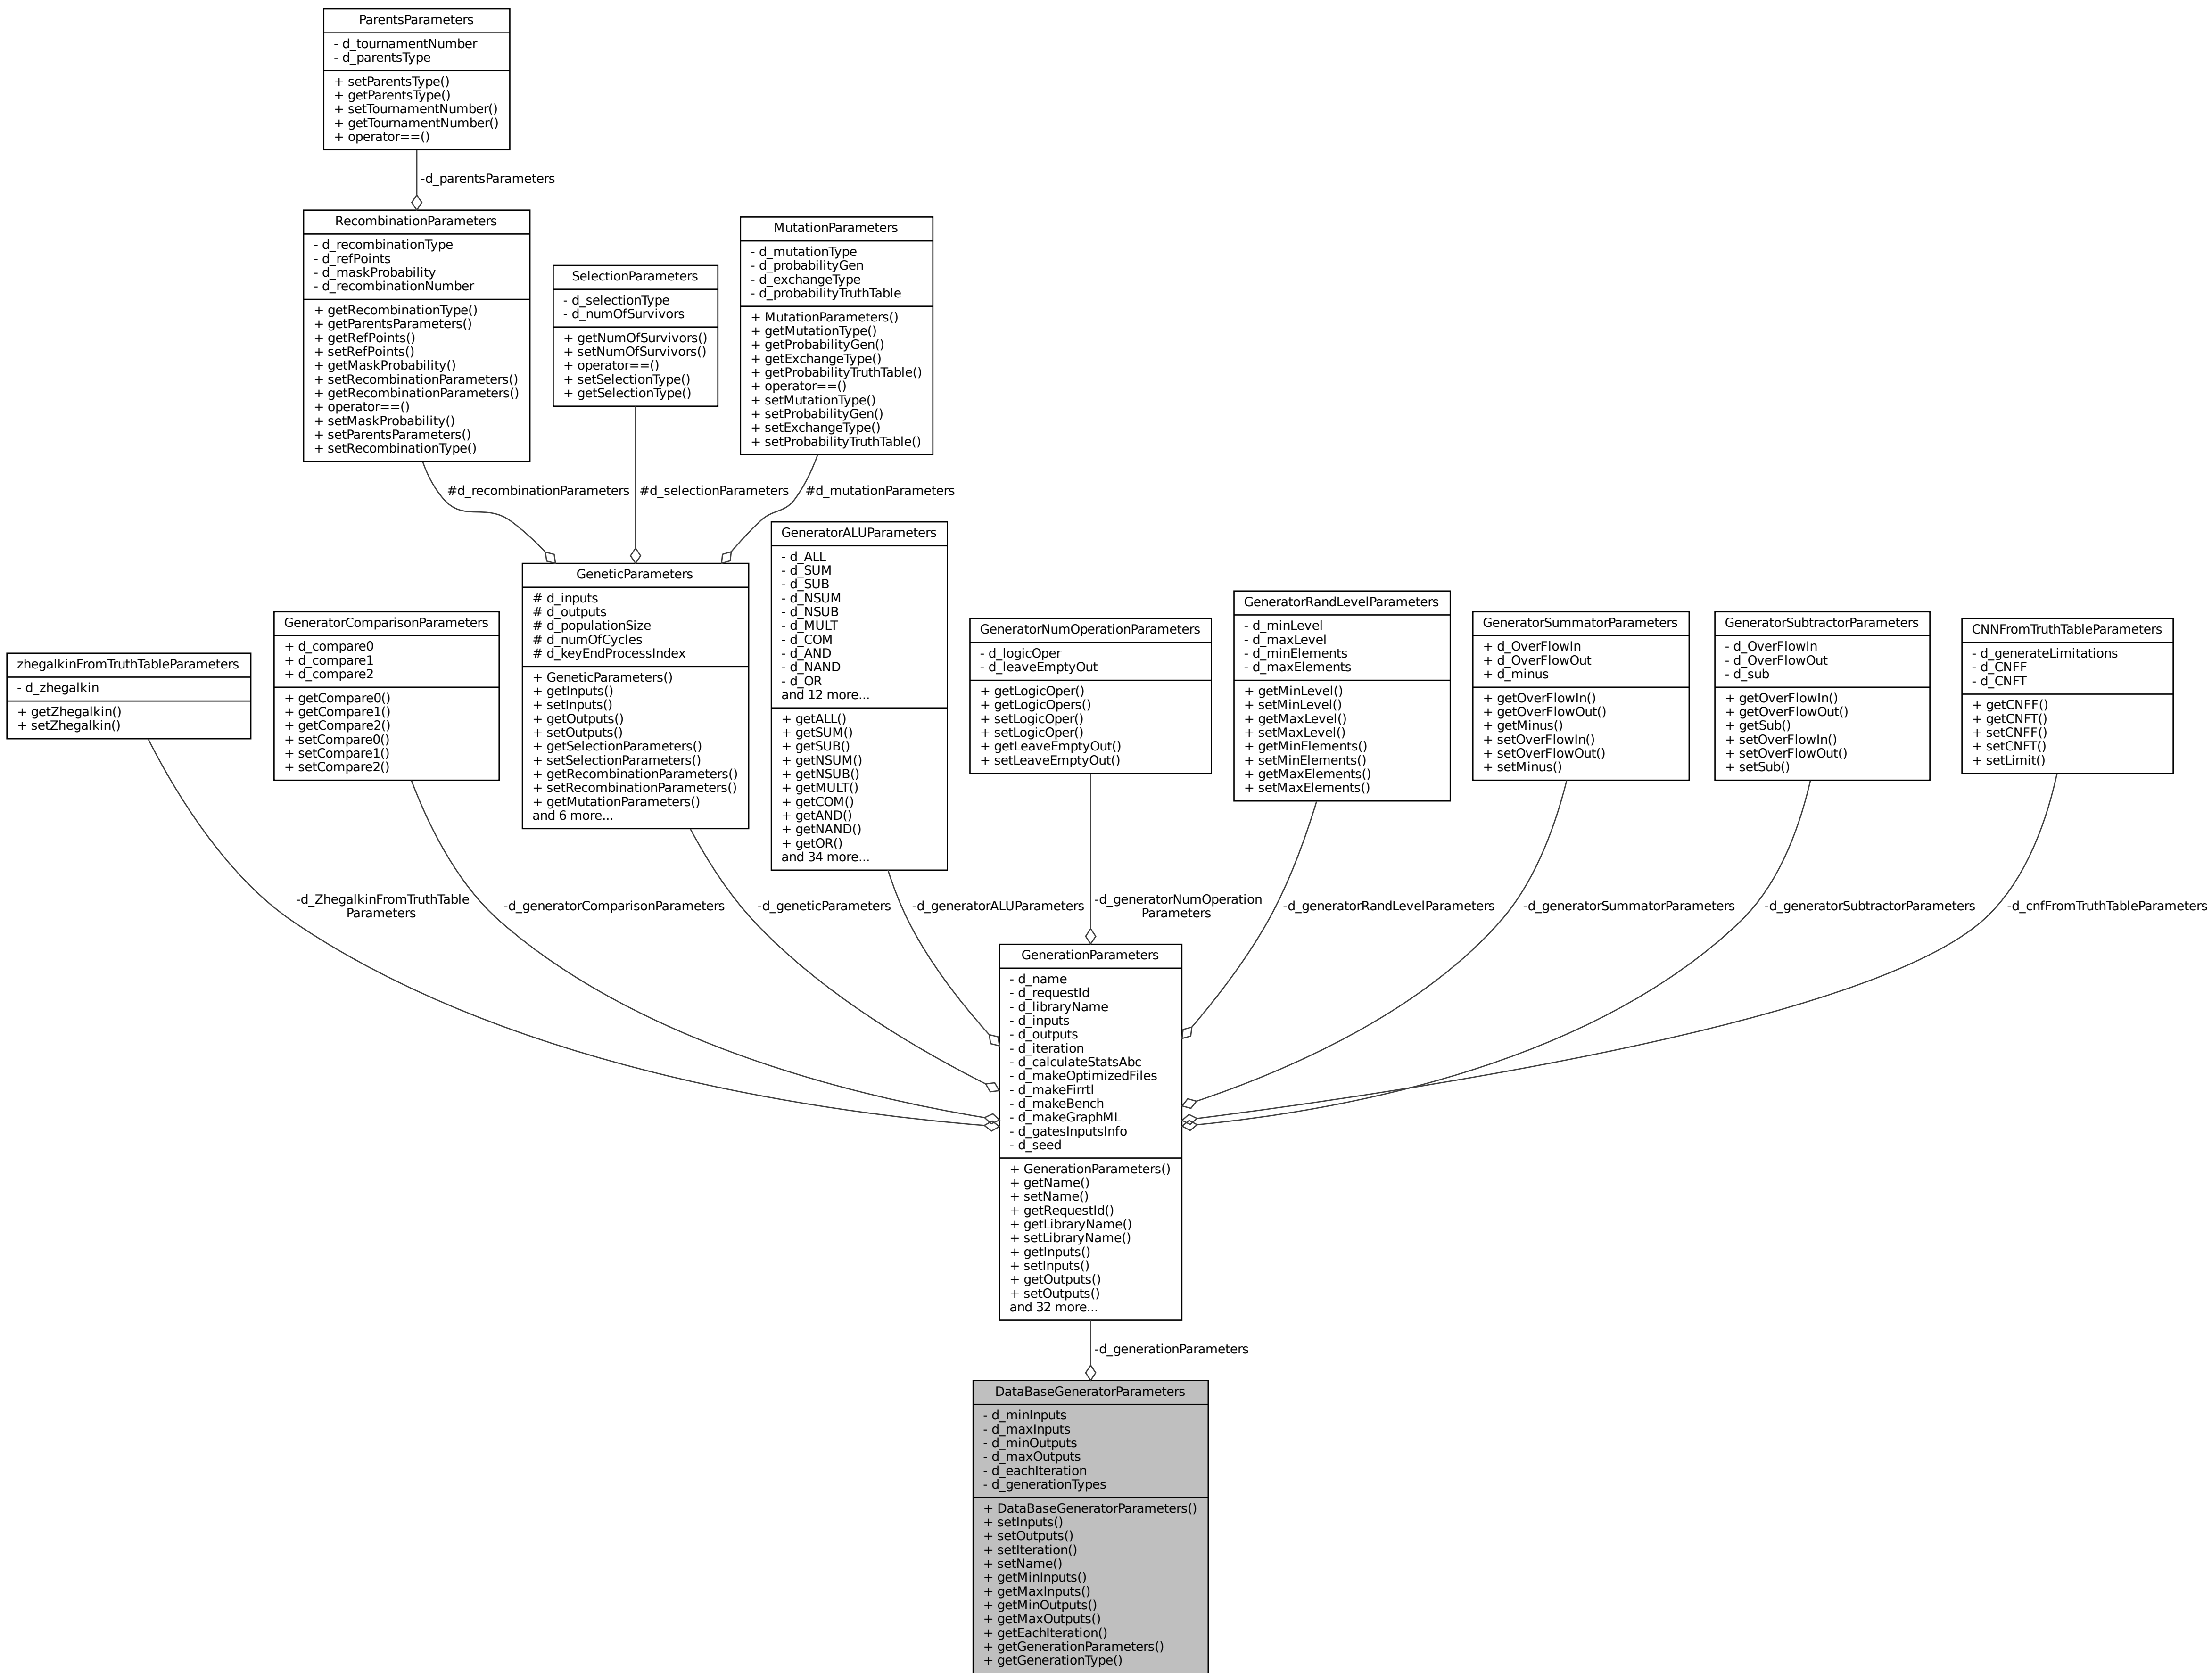 ParentsParameters
- d_tournamentNumber
- d_parentsType
+ setParentsType()
+ getParentsType()
+ setTournamentNumber()
+ getTournamentNumber()
+ operator==()
-d_parentsParameters
RecombinationParameters
- d_recombinationType
- d_refPoints
- d_maskProbability
- d_recombinationNumber
+ getRecombinationType()
+ getParentsParameters()
+ getRefPoints()
+ setRefPoints()
+ getMaskProbability()
+ setRecombinationParameters()
+ getRecombinationParameters()
+ operator==()
+ setMaskProbability()
+ setParentsParameters()
+ setRecombinationType()
SelectionParameters
- d_selectionType
- d_numOfSurvivors
+ getNumOfSurvivors()
+ setNumOfSurvivors()
+ operator==()
+ setSelectionType()
+ getSelectionType()
MutationParameters
- d_mutationType
- d_probabilityGen
- d_exchangeType
- d_probabilityTruthTable
+ MutationParameters()
+ getMutationType()
+ getProbabilityGen()
+ getExchangeType()
+ getProbabilityTruthTable()
+ operator==()
+ setMutationType()
+ setProbabilityGen()
+ setExchangeType()
+ setProbabilityTruthTable()
#d_recombinationParameters
#d_selectionParameters
#d_mutationParameters
zhegalkinFromTruthTableParameters
- d_zhegalkin
+ getZhegalkin()
+ setZhegalkin()
GeneratorComparisonParameters
+ d_compare0
+ d_compare1
+ d_compare2
+ getCompare0()
+ getCompare1()
+ getCompare2()
+ setCompare0()
+ setCompare1()
+ setCompare2()
GeneticParameters
# d_inputs
# d_outputs
# d_populationSize
# d_numOfCycles
# d_keyEndProcessIndex
+ GeneticParameters()
+ getInputs()
+ setInputs()
+ getOutputs()
+ setOutputs()
+ getSelectionParameters()
+ setSelectionParameters()
+ getRecombinationParameters()
+ setRecombinationParameters()
+ getMutationParameters()
and 6 more...
GeneratorALUParameters
- d_ALL
- d_SUM
- d_SUB
- d_NSUM
- d_NSUB
- d_MULT
- d_COM
- d_AND
- d_NAND
- d_OR
and 12 more...
+ getALL()
+ getSUM()
+ getSUB()
+ getNSUM()
+ getNSUB()
+ getMULT()
+ getCOM()
+ getAND()
+ getNAND()
+ getOR()
and 34 more...
GeneratorNumOperationParameters
- d_logicOper
- d_leaveEmptyOut
+ getLogicOper()
+ getLogicOpers()
+ setLogicOper()
+ setLogicOper()
+ getLeaveEmptyOut()
+ setLeaveEmptyOut()
GeneratorRandLevelParameters
- d_minLevel
- d_maxLevel
- d_minElements
- d_maxElements
+ getMinLevel()
+ setMinLevel()
+ getMaxLevel()
+ setMaxLevel()
+ getMinElements()
+ setMinElements()
+ getMaxElements()
+ setMaxElements()
GeneratorSummatorParameters
+ d_OverFlowIn
+ d_OverFlowOut
+ d_minus
+ getOverFlowIn()
+ getOverFlowOut()
+ getMinus()
+ setOverFlowIn()
+ setOverFlowOut()
+ setMinus()
GeneratorSubtractorParameters
- d_OverFlowIn
- d_OverFlowOut
- d_sub
+ getOverFlowIn()
+ getOverFlowOut()
+ getSub()
+ setOverFlowIn()
+ setOverFlowOut()
+ setSub()
CNNFromTruthTableParameters
- d_generateLimitations
- d_CNFF
- d_CNFT
+ getCNFF()
+ getCNFT()
+ setCNFF()
+ setCNFT()
+ setLimit()
-d_ZhegalkinFromTruthTable
Parameters
-d_generatorComparisonParameters
-d_geneticParameters
-d_generatorALUParameters
-d_generatorNumOperation
Parameters
-d_generatorRandLevelParameters
-d_generatorSummatorParameters
-d_generatorSubtractorParameters
-d_cnfFromTruthTableParameters
GenerationParameters
- d_name
- d_requestId
- d_libraryName
- d_inputs
- d_outputs
- d_iteration
- d_calculateStatsAbc
- d_makeOptimizedFiles
- d_makeFirrtl
- d_makeBench
- d_makeGraphML
- d_gatesInputsInfo
- d_seed
+ GenerationParameters()
+ getName()
+ setName()
+ getRequestId()
+ getLibraryName()
+ setLibraryName()
+ getInputs()
+ setInputs()
+ getOutputs()
+ setOutputs()
and 32 more...
-d_generationParameters
DataBaseGeneratorParameters
- d_minInputs
- d_maxInputs
- d_minOutputs
- d_maxOutputs
- d_eachIteration
- d_generationTypes
+ DataBaseGeneratorParameters()
+ setInputs()
+ setOutputs()
+ setIteration()
+ setName()
+ getMinInputs()
+ getMaxInputs()
+ getMinOutputs()
+ getMaxOutputs()
+ getEachIteration()
+ getGenerationParameters()
+ getGenerationType()